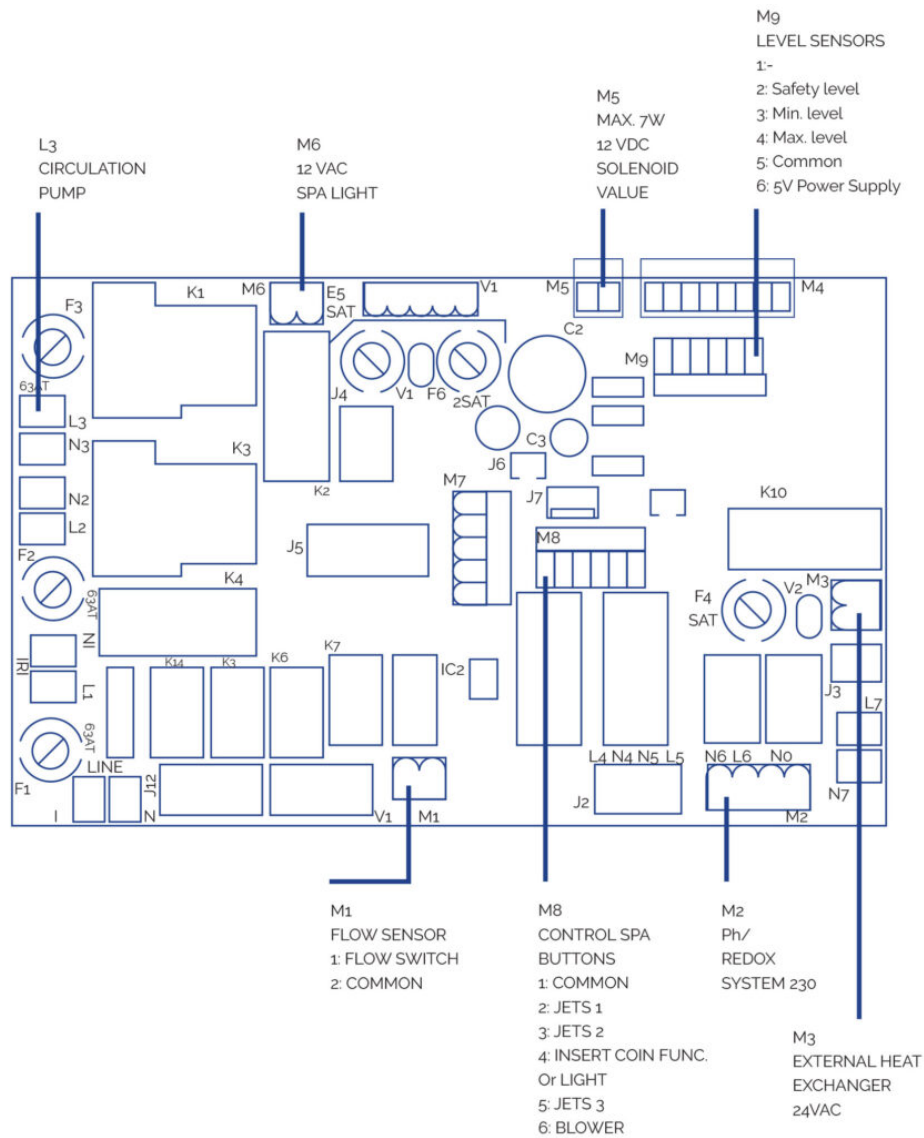 M9
LEVEL SENSORS
1:-
2: Safety level
3: Min. level
4: Max. level
5: Common
6: 5V Power Supply
M5
MAX. 7W
12 VDC
SOLENOID
VALUE
L3
CIRCULATION
PUMP
M6
12 VAC
SPA LIGHT
F3
K1
M6
E5
SAT
V1
M5
M4
C2
M9
63AT
L3
N3
K3
J4
V1
F6
2SAT
C3
J6
K2
M7
J7
N2
L2
K10
J5
M8
F2
63AT
K4
F4
SAT
V2
M3
N1
IRI
L1
K14
K3
K6
K7
IC2
J3
L7
63AT
F1
LINE
J12
I
N
V1
M1
L4 N4 N5 L5
J2
N6 L6 N0
M2
N7
M1
FLOW SENSOR
1: FLOW SWITCH
2: COMMON
M8
CONTROL SPA
BUTTONS
1: COMMON
2: JETS 1
3: JETS 2
4: INSERT COIN FUNC.
Or LIGHT
5: JETS 3
6: BLOWER
M2
Ph/
REDOX
SYSTEM 230
M3
EXTERNAL HEAT
EXCHANGER
24VAC